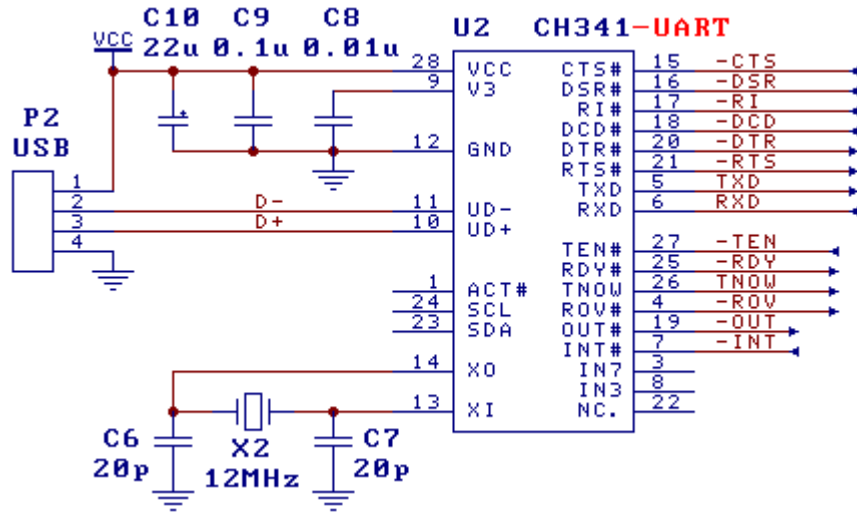 C10 C9 C8
VCC 22u 0.1u 0.01u
U2 CH341-UART
P2
USB
1
2
3
4
D-
D+
28 VCC
9 V3
12 GND
11 UD-
10 UD+
1 ACT#
24 SCL
23 SDA
14 XO
13 XI
CTS# 15 -CTS
DSR# 16 -DSR
RI# 17 -RI
DCD# 18 -DCD
DTR# 20 -DTR
RTS# 21 -RTS
TXD 5 TXD
RXD 6 RXD
TEN# 27 -TEN
RDY# 25 -RDY
TNOW 26 TNOW
ROV# 4 -ROV
OUT# 19 -OUT
INT# 7 -INT
IN7 3
IN3 8
NC. 22
C6
20p
X2
12MHz
C7
20p